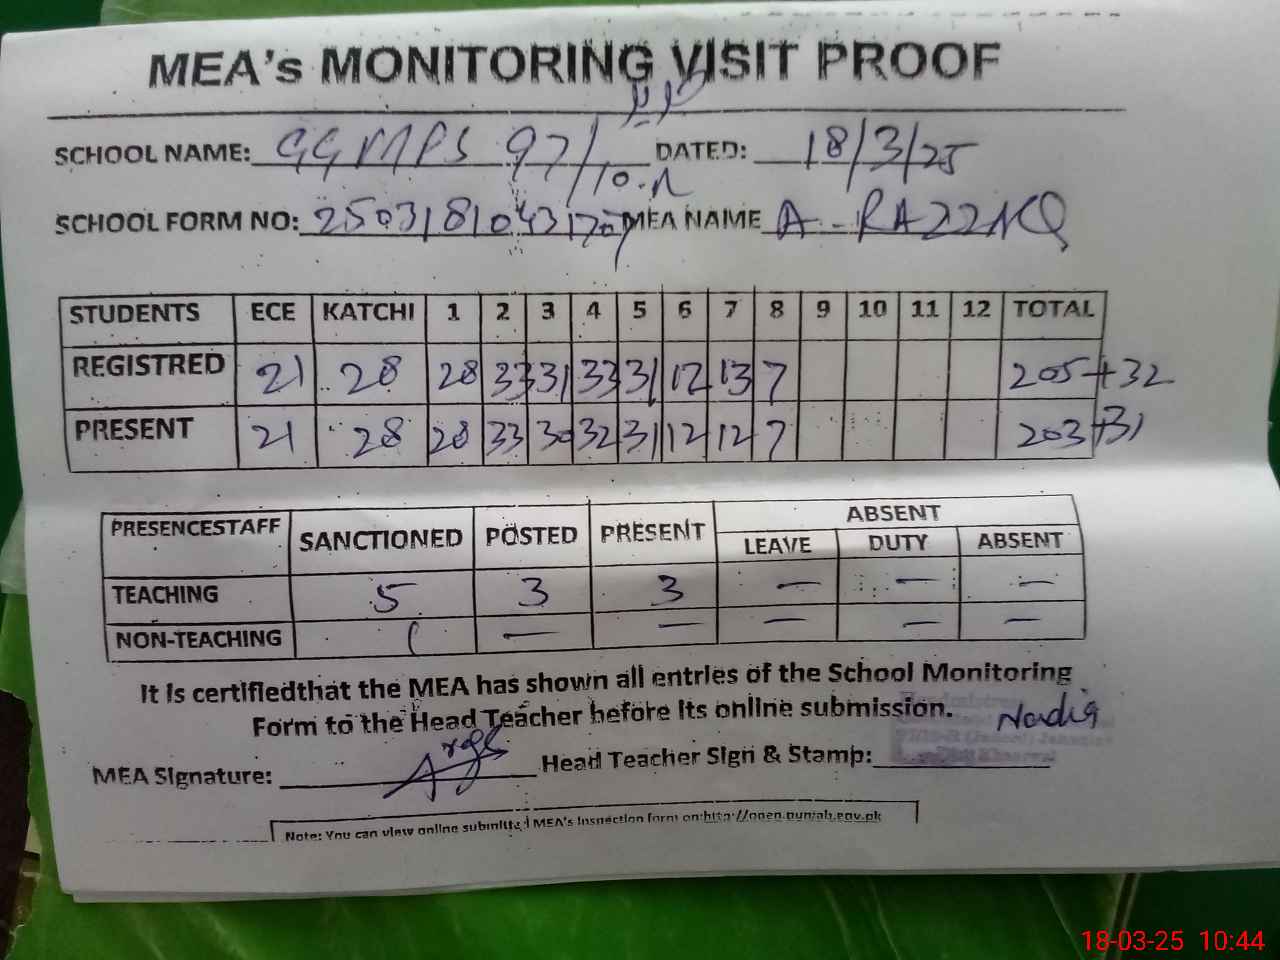 MEA's MONITORING VISIT PROOF
SCHOOL NAME: GGMPS 97/10.R DATED: 18/3/25
SCHOOL FORM NO: MEA NAME A-RAZZAQ
STUDENTS ECE KATCHI 1 2 3 4 5 6 7 8 9 10 11 12 TOTAL
REGISTRED 21 28 28 33 31 33 31 12 13 7 205+32
PRESENT 21 28 28 33 30 32 31 12 12 7 203+31
PRESENCESTAFF SANCTIONED POSTED PRESENT ABSENT
LEAVE DUTY ABSENT
TEACHING 5 3 3 — — —
NON-TEACHING 1 — — — — —
It is certifiedthat the MEA has shown all entries of the School Monitoring
Form to the Head Teacher before its online submission. Nadia
MEA Signature: Head Teacher Sign & Stamp:
Note: You can view online submitted MEA's inspection form on:http://open.punjab.gov.pk
18-03-25 10:44